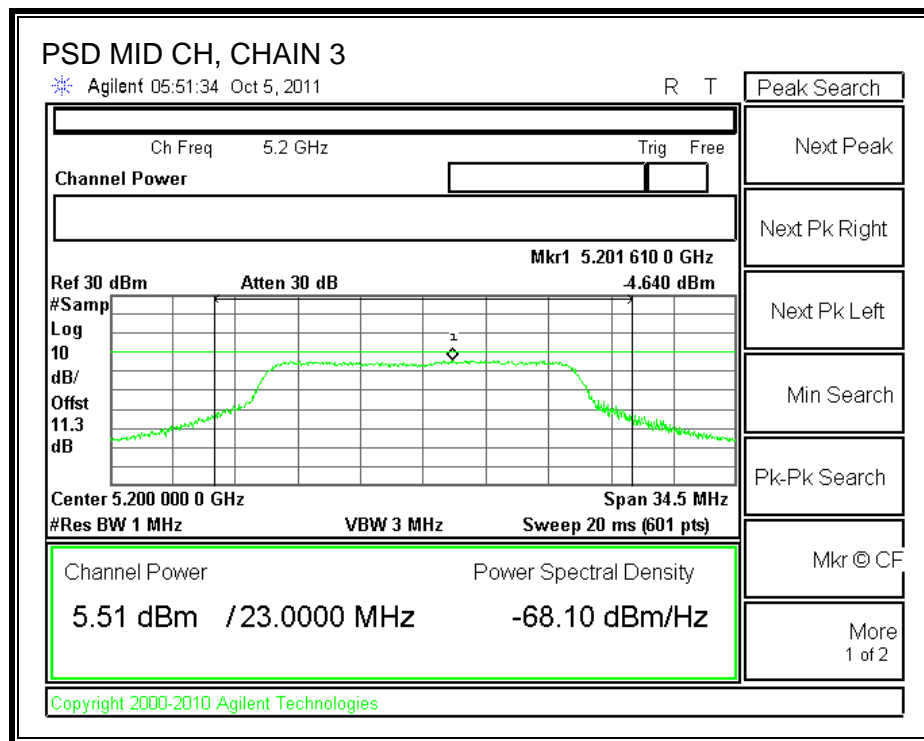 PSD MID CH, CHAIN 3
Agilent 05:51:34 Oct 5, 2011 R T
Peak Search
Ch Freq 5.2 GHz Trig Free
Channel Power
Mkr1 5.201 610 0 GHz
Ref 30 dBm Atten 30 dB -4.640 dBm
#Samp
Log
10
dB/
Offst
11.3
dB
1
Center 5.200 000 0 GHz Span 34.5 MHz
#Res BW 1 MHz VBW 3 MHz Sweep 20 ms (601 pts)
Channel Power Power Spectral Density
5.51 dBm / 23.0000 MHz -68.10 dBm/Hz
Copyright 2000-2010 Agilent Technologies
Next Peak
Next Pk Right
Next Pk Left
Min Search
Pk-Pk Search
Mkr © CF
More
1 of 2